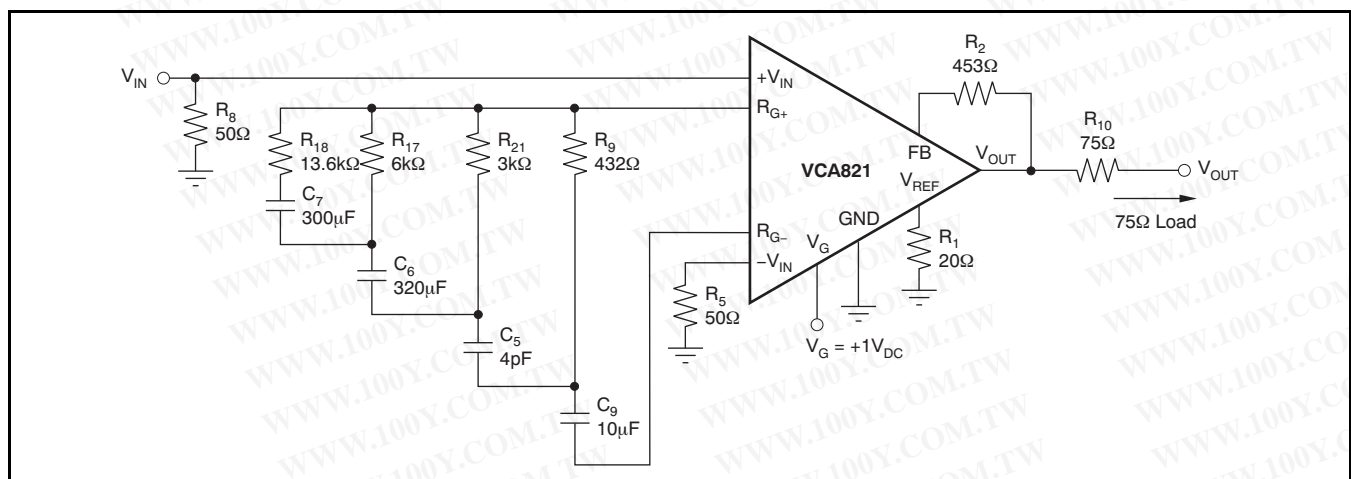 V_IN
R_8
50Ω
R_18
13.6kΩ
C_7
300µF
R_17
6kΩ
C_6
320µF
R_21
3kΩ
C_5
4pF
R_9
432Ω
C_9
10µF
+V_IN
R_G+
R_G−
−V_IN
R_5
50Ω
V_G = +1V_DC
VCA821
FB
V_REF
GND
V_G
V_OUT
R_2
453Ω
R_1
20Ω
R_10
75Ω
V_OUT
75Ω Load
WWW.100Y.COM.TW